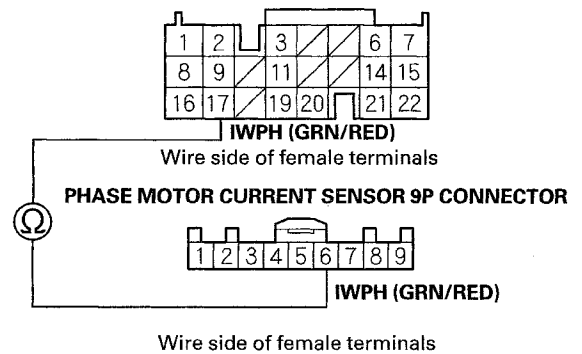 1 2 3 6 7
8 9 11 14 15
16 17 19 20 21 22
IWPH (GRN/RED)
Wire side of female terminals
PHASE MOTOR CURRENT SENSOR 9P CONNECTOR
Ω
1 2 3 4 5 6 7 8 9
IWPH (GRN/RED)
Wire side of female terminals